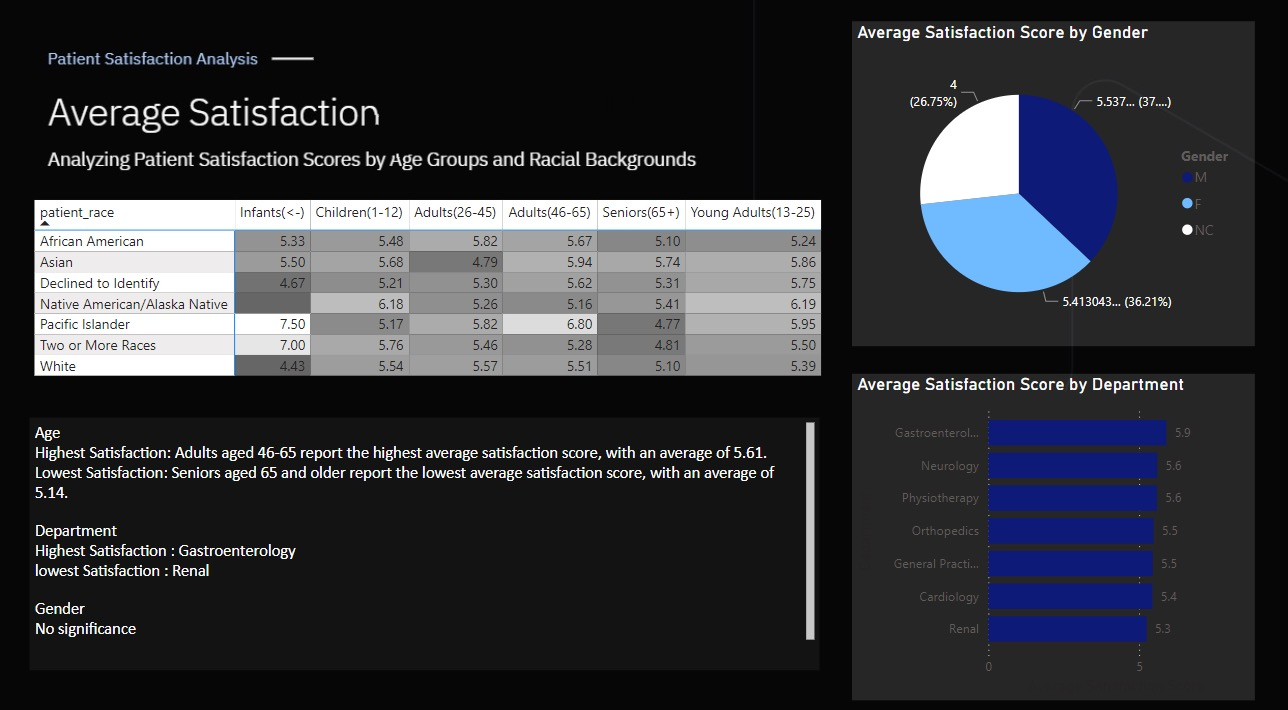 Patient Satisfaction Analysis
Average Satisfaction
Analyzing Patient Satisfaction Scores by Age Groups and Racial Backgrounds
patient_race Infants(<-) Children(1-12) Adults(26-45) Adults(46-65) Seniors(65+) Young Adults(13-25)
African American 5.33 5.48 5.82 5.67 5.10 5.24
Asian 5.50 5.68 4.79 5.94 5.74 5.86
Declined to Identify 4.67 5.21 5.30 5.62 5.31 5.75
Native American/Alaska Native 6.18 5.26 5.16 5.41 6.19
Pacific Islander 7.50 5.17 5.82 6.80 4.77 5.95
Two or More Races 7.00 5.76 5.46 5.28 4.81 5.50
White 4.43 5.54 5.57 5.51 5.10 5.39
Age
Highest Satisfaction: Adults aged 46-65 report the highest average satisfaction score, with an average of 5.61.
Lowest Satisfaction: Seniors aged 65 and older report the lowest average satisfaction score, with an average of
5.14.
Department
Highest Satisfaction : Gastroenterology
lowest Satisfaction : Renal
Gender
No significance
Average Satisfaction Score by Gender
4
(26.75%)
5.537... (37....)
5.413043... (36.21%)
Gender
M
F
NC
Average Satisfaction Score by Department
Gastroenterol... 5.9
Neurology 5.6
Physiotherapy 5.6
Orthopedics 5.5
General Practi... 5.5
Cardiology 5.4
Renal 5.3
0 5